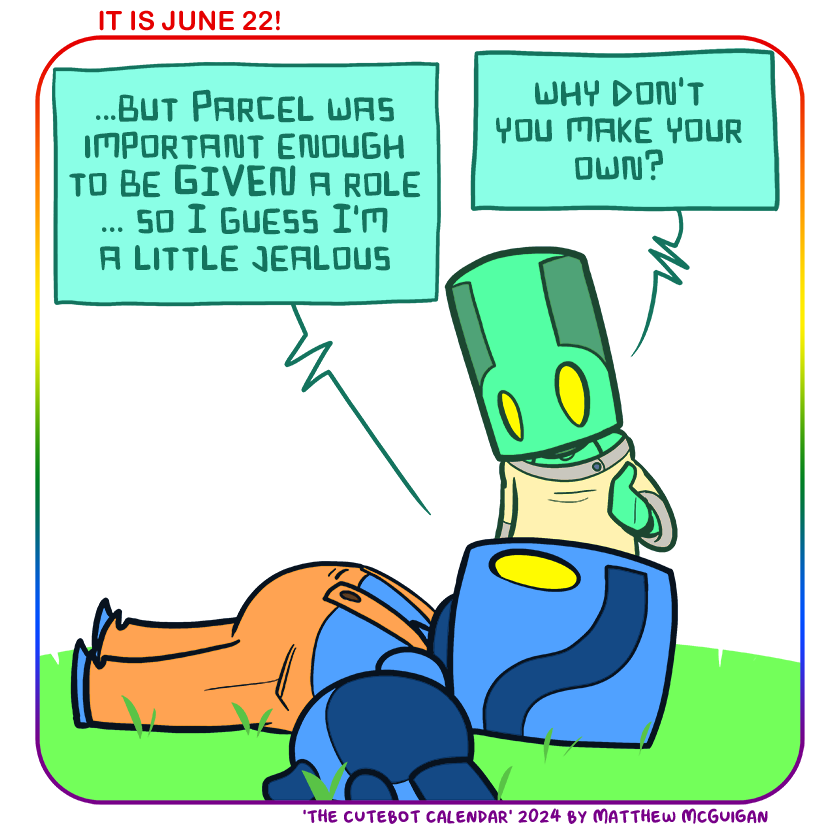 IT IS JUNE 22!
...BUT PARCEL WAS
IMPORTANT ENOUGH
TO BE GIVEN A ROLE
... SO I GUESS I'M
A LITTLE JEALOUS
WHY DON'T
YOU MAKE YOUR
OWN?
'THE CUTEBOT CALENDAR' 2024 BY MATTHEW MCGUIGAN